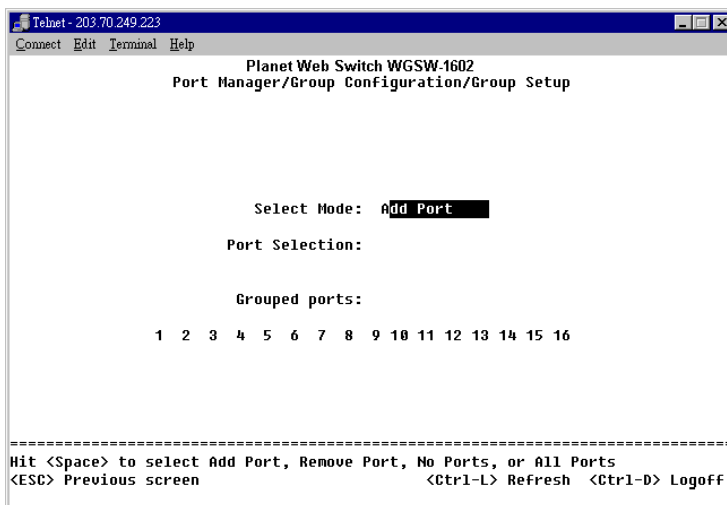 Telnet - 203.70.249.223
Connect Edit Terminal Help
Planet Web Switch WGSW-1602
Port Manager/Group Configuration/Group Setup
Select Mode: Add Port
Port Selection:
Grouped ports:
1 2 3 4 5 6 7 8 9 10 11 12 13 14 15 16
Hit <Space> to select Add Port, Remove Port, No Ports, or All Ports
<ESC> Previous screen <Ctrl-L> Refresh <Ctrl-D> Logoff